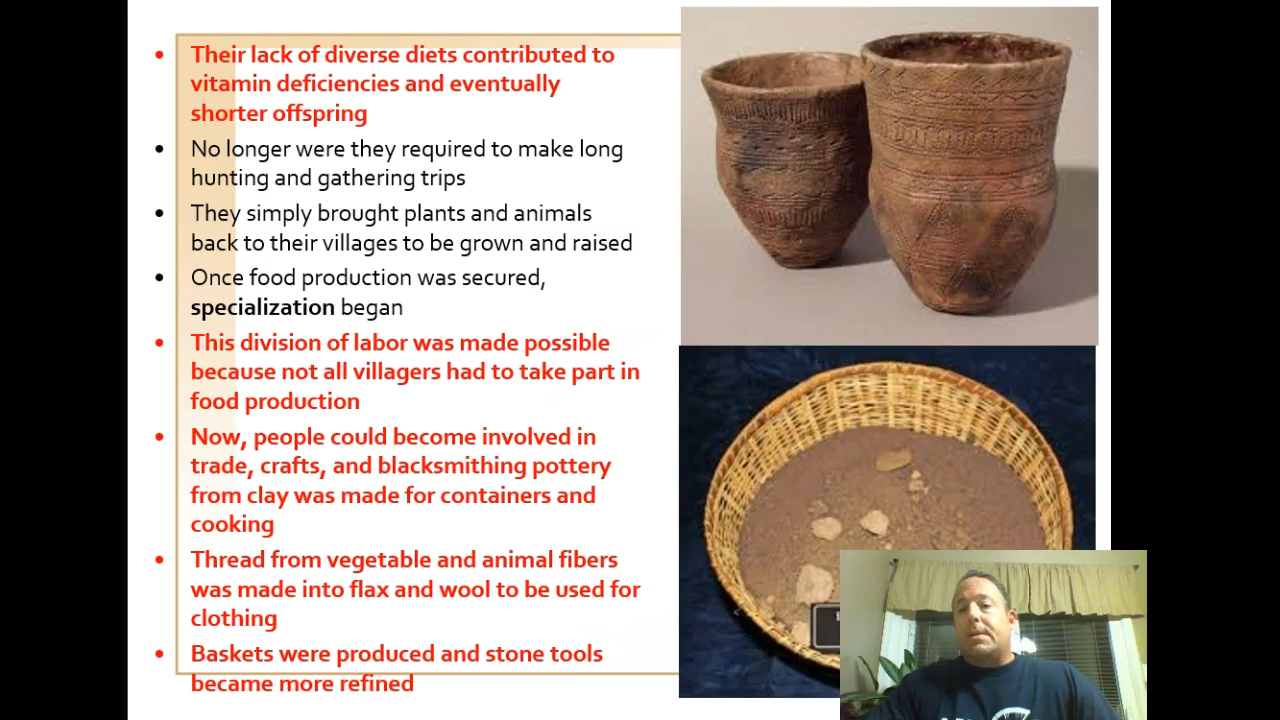 Their lack of diverse diets contributed to
vitamin deficiencies and eventually
shorter offspring
No longer were they required to make long
hunting and gathering trips
They simply brought plants and animals
back to their villages to be grown and raised
Once food production was secured,
specialization began
This division of labor was made possible
because not all villagers had to take part in
food production
Now, people could become involved in
trade, crafts, and blacksmithing pottery
from clay was made for containers and
cooking
Thread from vegetable and animal fibers
was made into flax and wool to be used for
clothing
Baskets were produced and stone tools
became more refined